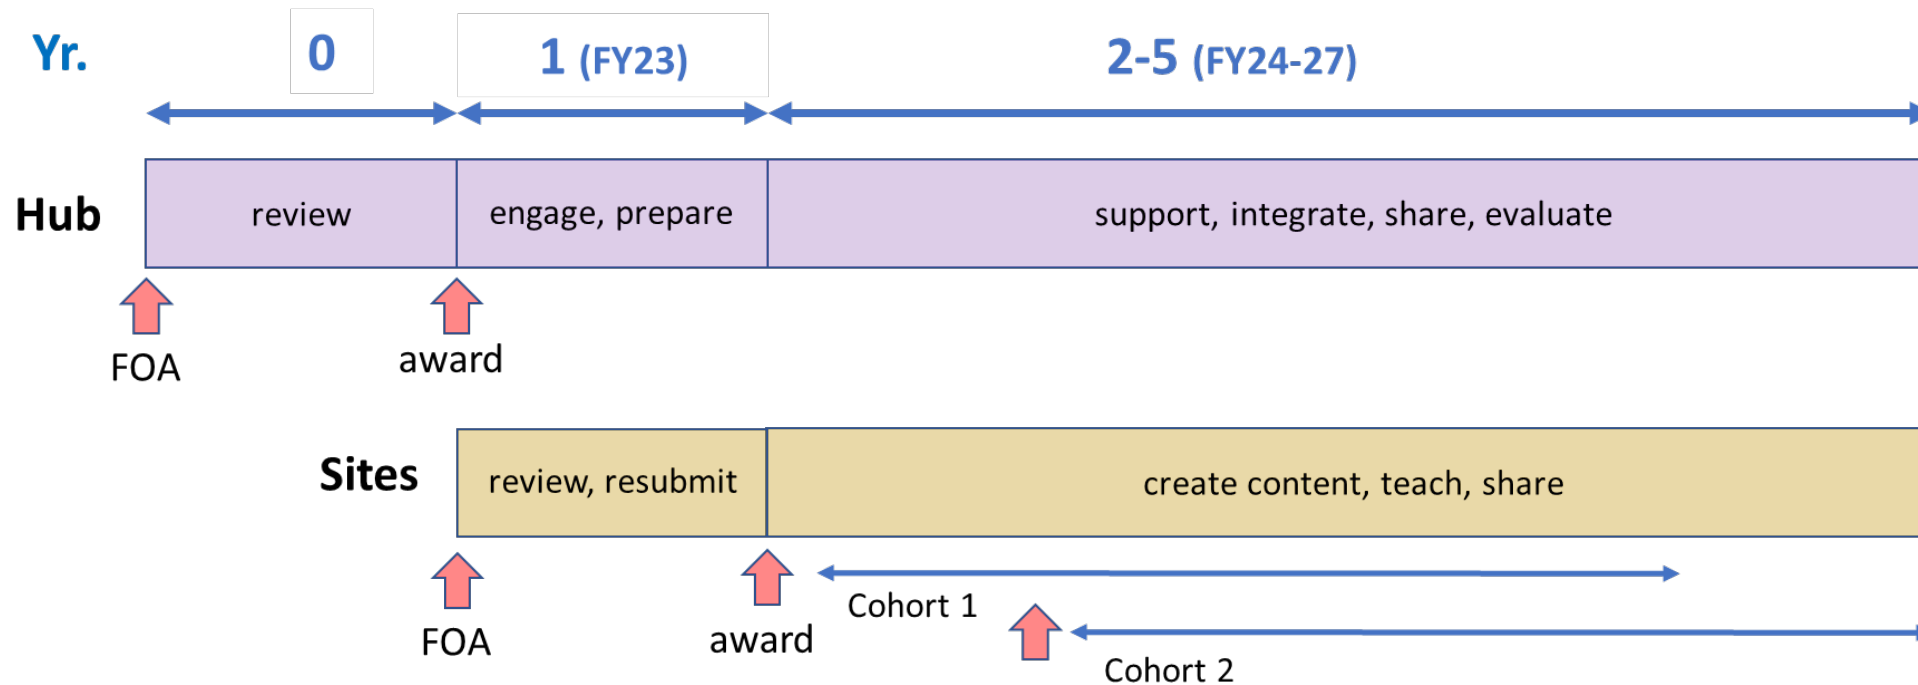 Yr.
0
1 (FY23)
2-5 (FY24-27)
Hub
review
engage, prepare
support, integrate, share, evaluate
FOA
award
Sites
review, resubmit
create content, teach, share
FOA
award
Cohort 1
Cohort 2